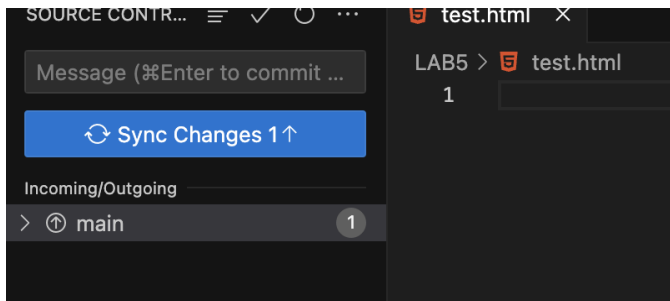 SOURCE CONTR...
test.html
Message (⌘Enter to commit ...
LAB5 > test.html
1
Sync Changes 1↑
Incoming/Outgoing
main
1